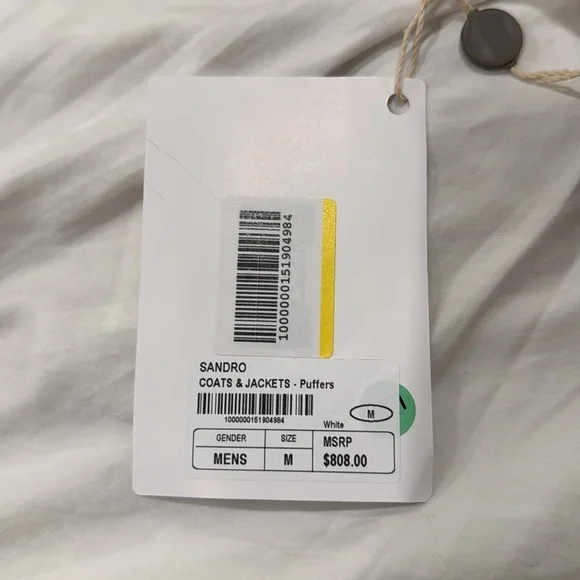 1000000151904984
SANDRO
COATS & JACKETS - Puffers
1000000151904984
White
M
GENDER
SIZE
MSRP
MENS
M
$808.00